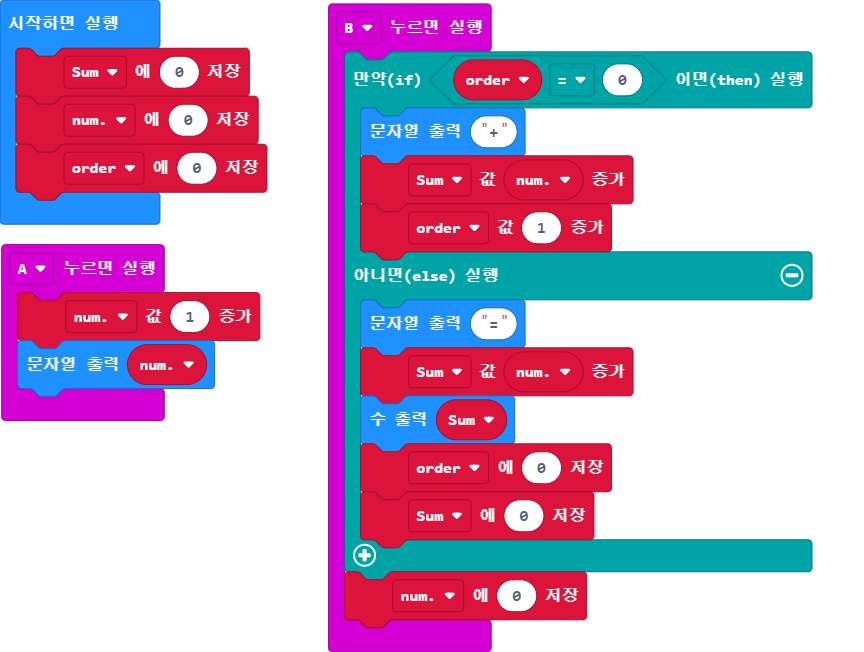 시작하면 실행
Sum 에 0 저장
num. 에 0 저장
order 에 0 저장
A 누르면 실행
num. 값 1 증가
문자열 출력 num.
B 누르면 실행
만약(if) order = 0 이면(then) 실행
문자열 출력 "+"
Sum 값 num. 증가
order 값 1 증가
아니면(else) 실행
문자열 출력 "="
Sum 값 num. 증가
수 출력 Sum
order 에 0 저장
Sum 에 0 저장
num. 에 0 저장